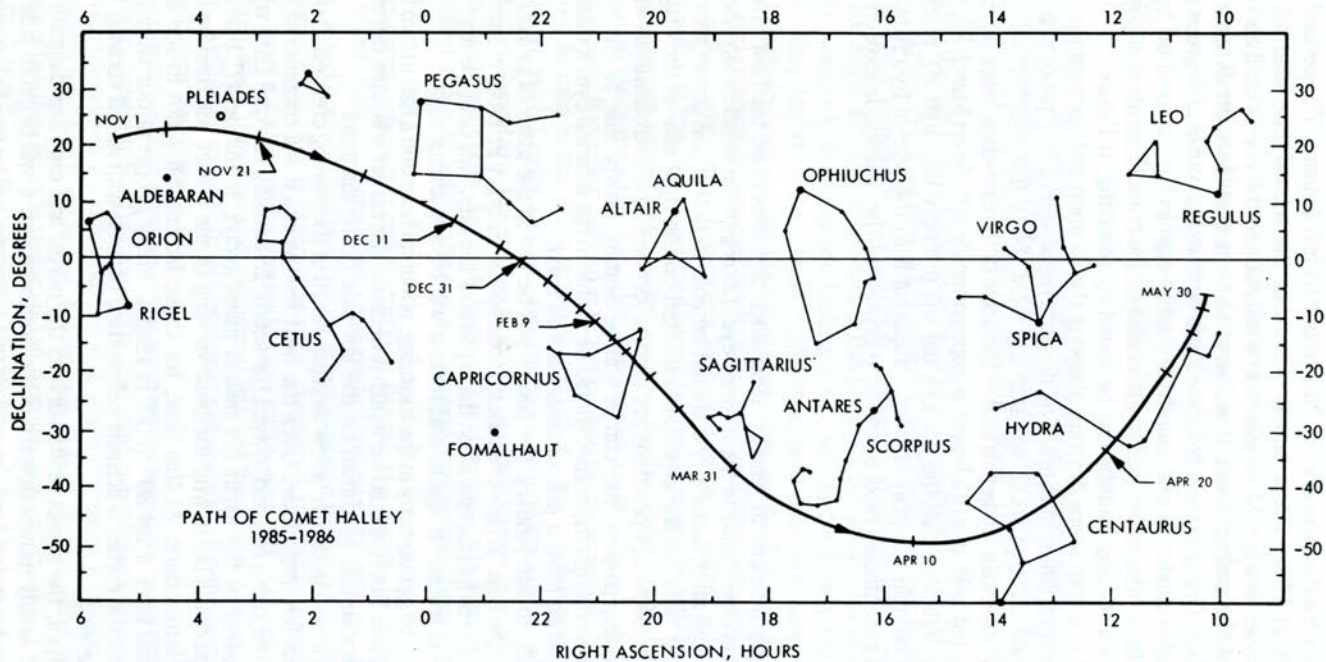 6 4 2 0 22 20 18 16 14 12 10
30
20
10
0
-10
-20
-30
-40
-50
DECLINATION, DEGREES
NOV 1
PLEIADES
NOV 21
ALDEBARAN
ORION
RIGEL
CETUS
PEGASUS
DEC 11
DEC 31
FEB 9
CAPRICORNUS
FOMALHAUT
AQUILA
ALTAIR
OPHIUCHUS
SAGITTARIUS
MAR 31
ANTARES
SCORPIUS
APR 10
VIRGO
SPICA
HYDRA
CENTAURUS
APR 20
MAY 30
LEO
REGULUS
PATH OF COMET HALLEY
1985-1986
30
20
10
0
-10
-20
-30
-40
-50
6 4 2 0 22 20 18 16 14 12 10
RIGHT ASCENSION, HOURS